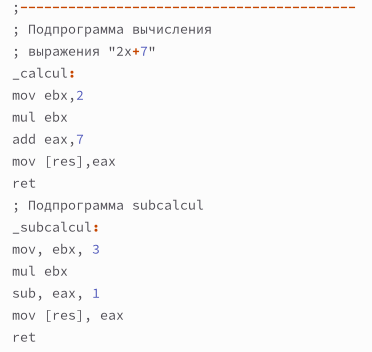 ;------------------------------------------
; Подпрограмма вычисления
; выражения "2x+7"
_calcul:
mov ebx,2
mul ebx
add eax,7
mov [res],eax
ret
; Подпрограмма subcalcul
_subcalcul:
mov, ebx, 3
mul ebx
sub, eax, 1
mov [res], eax
ret